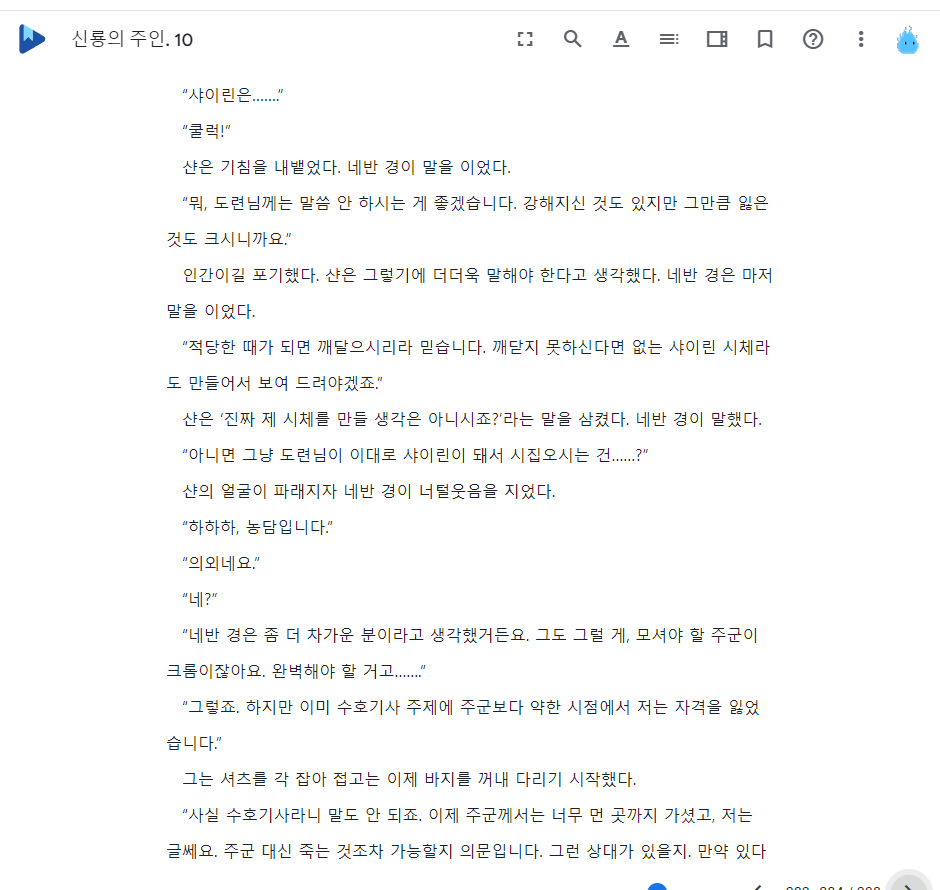 신룡의 주인. 10
“샤이린은…….”
“쿨럭!”
샨은 기침을 내뱉었다. 네반 경이 말을 이었다.
“뭐, 도련님께는 말씀 안 하시는 게 좋겠습니다. 강해지신 것도 있지만 그만큼 잃은
것도 크시니까요.”
인간이길 포기했다. 샨은 그렇기에 더더욱 말해야 한다고 생각했다. 네반 경은 마저
말을 이었다.
“적당한 때가 되면 깨달으시리라 믿습니다. 깨닫지 못하신다면 없는 샤이린 시체라
도 만들어서 보여 드려야겠죠.”
샨은 ‘진짜 제 시체를 만들 생각은 아니시죠?’라는 말을 삼켰다. 네반 경이 말했다.
“아니면 그냥 도련님이 이대로 샤이린이 돼서 시집오시는 건……?”
샨의 얼굴이 파래지자 네반 경이 너털웃음을 지었다.
“하하하, 농담입니다.”
“의외네요.”
“네?”
“네반 경은 좀 더 차가운 분이라고 생각했거든요. 그도 그럴 게, 모셔야 할 주군이
크롬이잖아요. 완벽해야 할 거고…….”
“그렇죠. 하지만 이미 수호기사 주제에 주군보다 약한 시점에서 저는 자격을 잃었
습니다.”
그는 셔츠를 각 잡아 접고는 이제 바지를 꺼내 다리기 시작했다.
“사실 수호기사라니 말도 안 되죠. 이제 주군께서는 너무 먼 곳까지 가셨고, 저는
글쎄요. 주군 대신 죽는 것조차 가능할지 의문입니다. 그런 상대가 있을지. 만약 있다